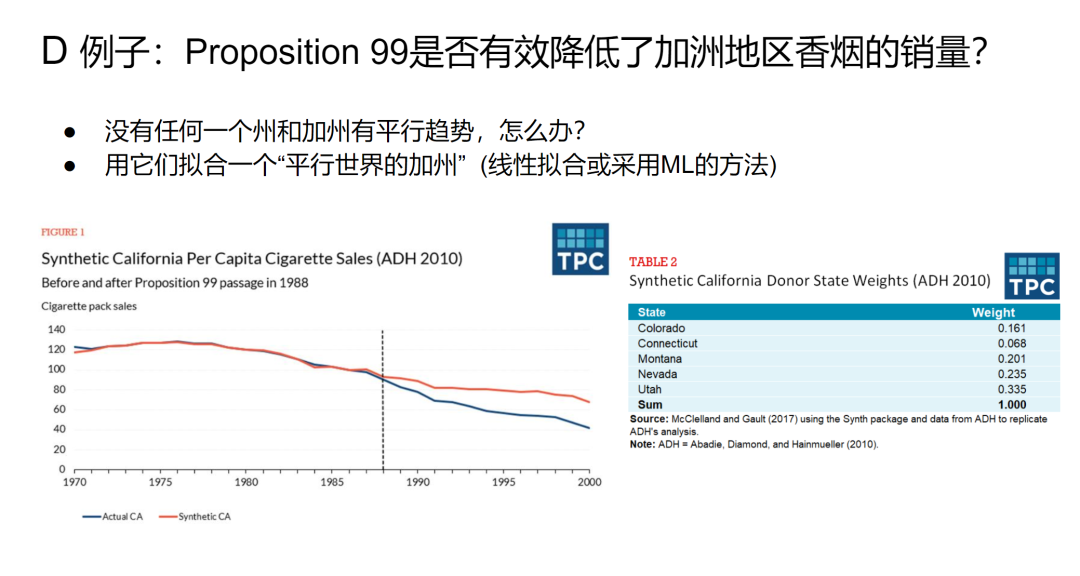 D 例子：Proposition 99是否有效降低了加洲地区香烟的销量?
● 没有任何一个州和加州有平行趋势，怎么办?
● 用它们拟合一个“平行世界的加州” (线性拟合或采用ML的方法)
FIGURE 1
Synthetic California Per Capita Cigarette Sales (ADH 2010)
Before and after Proposition 99 passage in 1988
Cigarette pack sales
TPC
140
120
100
80
60
40
20
0
1970 1975 1980 1985 1990 1995 2000
Actual CA Synthetic CA
TABLE 2
Synthetic California Donor State Weights (ADH 2010)
TPC
State Weight
Colorado 0.161
Connecticut 0.068
Montana 0.201
Nevada 0.235
Utah 0.335
Sum 1.000
Source: McClelland and Gault (2017) using the Synth package and data from ADH to replicate
ADH's analysis.
Note: ADH = Abadie, Diamond, and Hainmueller (2010).